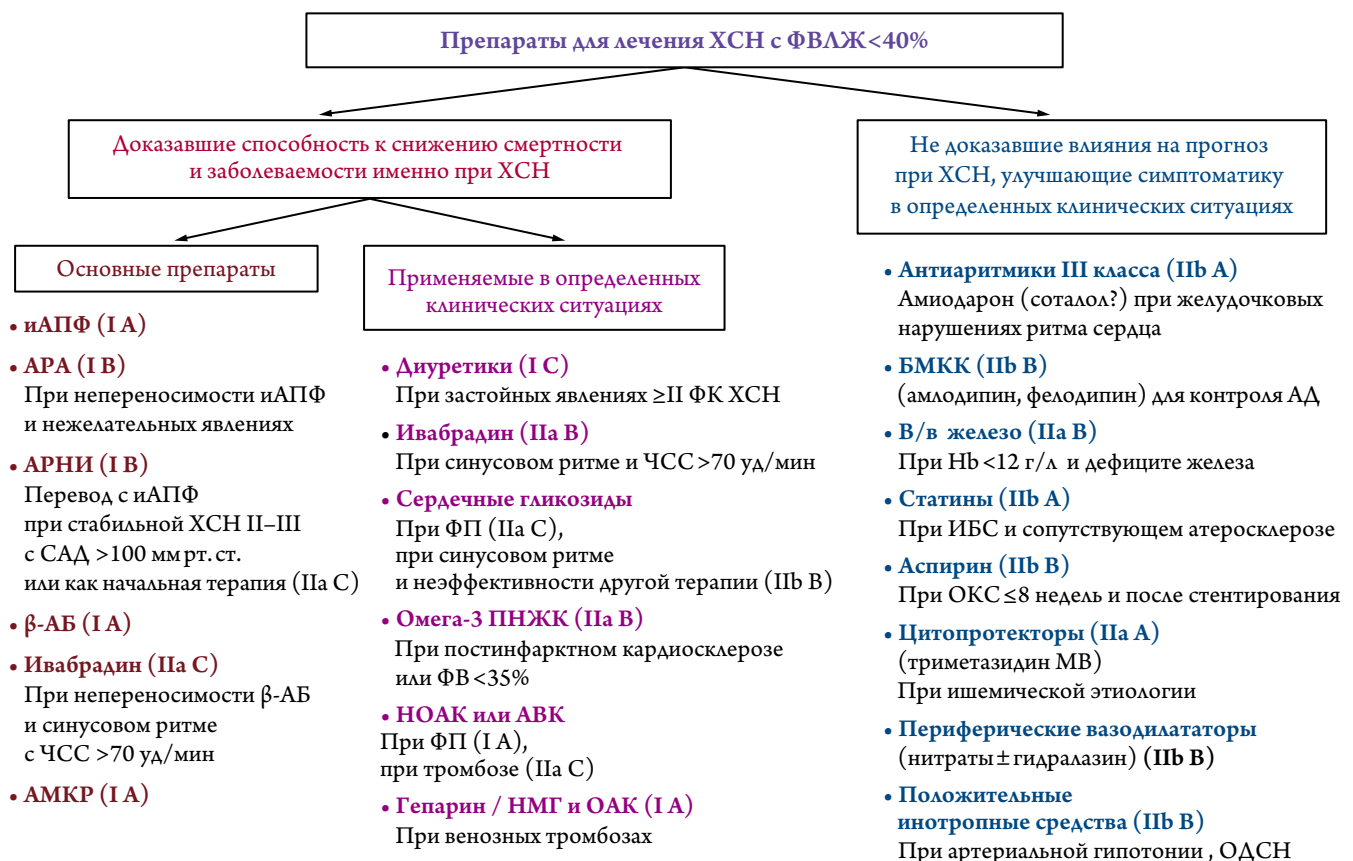 Препараты для лечения ХСН с ФВЛЖ<40%
Доказавшие способность к снижению смертности
и заболеваемости именно при ХСН
Основные препараты
• иАПФ (I A)
• АРА (I B)
При непереносимости иАПФ
и нежелательных явлениях
• АРНИ (I B)
Перевод с иАПФ
при стабильной ХСН II–III
с САД >100 мм рт. ст.
или как начальная терапия (IIa C)
• β-АБ (I A)
• Ивабрадин (IIa C)
При непереносимости β-АБ
и синусовом ритме
с ЧСС >70 уд/мин
• АМКР (I A)
Применяемые в определенных
клинических ситуациях
• Диуретики (I C)
При застойных явлениях ≥II ФК ХСН
• Ивабрадин (IIa B)
При синусовом ритме и ЧСС >70 уд/мин
• Сердечные гликозиды
При ФП (IIa C),
при синусовом ритме
и неэффективности другой терапии (IIb B)
• Омега-3 ПНЖК (IIa B)
При постинфарктном кардиосклерозе
или ФВ <35%
• НОАК или АВК
При ФП (I A),
при тромбозе (IIa C)
• Гепарин / НМГ и ОАК (I A)
При венозных тромбозах
Не доказавшие влияния на прогноз
при ХСН, улучшающие симптоматику
в определенных клинических ситуациях
• Антиаритмики III класса (IIb A)
Амиодарон (соталол?) при желудочковых
нарушениях ритма сердца
• БМКК (IIb B)
(амлодипин, фелодипин) для контроля АД
• В/в железо (IIa B)
При Hb <12 г/л и дефиците железа
• Статины (IIb A)
При ИБС и сопутствующем атеросклерозе
• Аспирин (IIb B)
При ОКС ≤8 недель и после стентирования
• Цитопротекторы (IIa A)
(триметазидин МВ)
При ишемической этиологии
• Периферические вазодилататоры
(нитраты ± гидралазин) (IIb B)
• Положительные
инотропные средства (IIb B)
При артериальной гипотонии , ОДСН